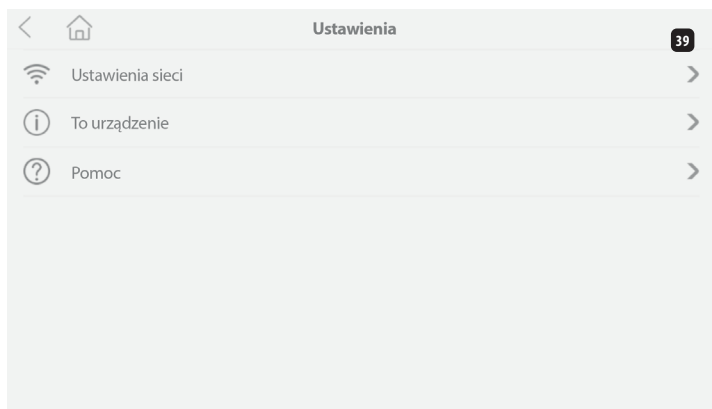 Ustawienia
39
Ustawienia sieci
To urządzenie
Pomoc